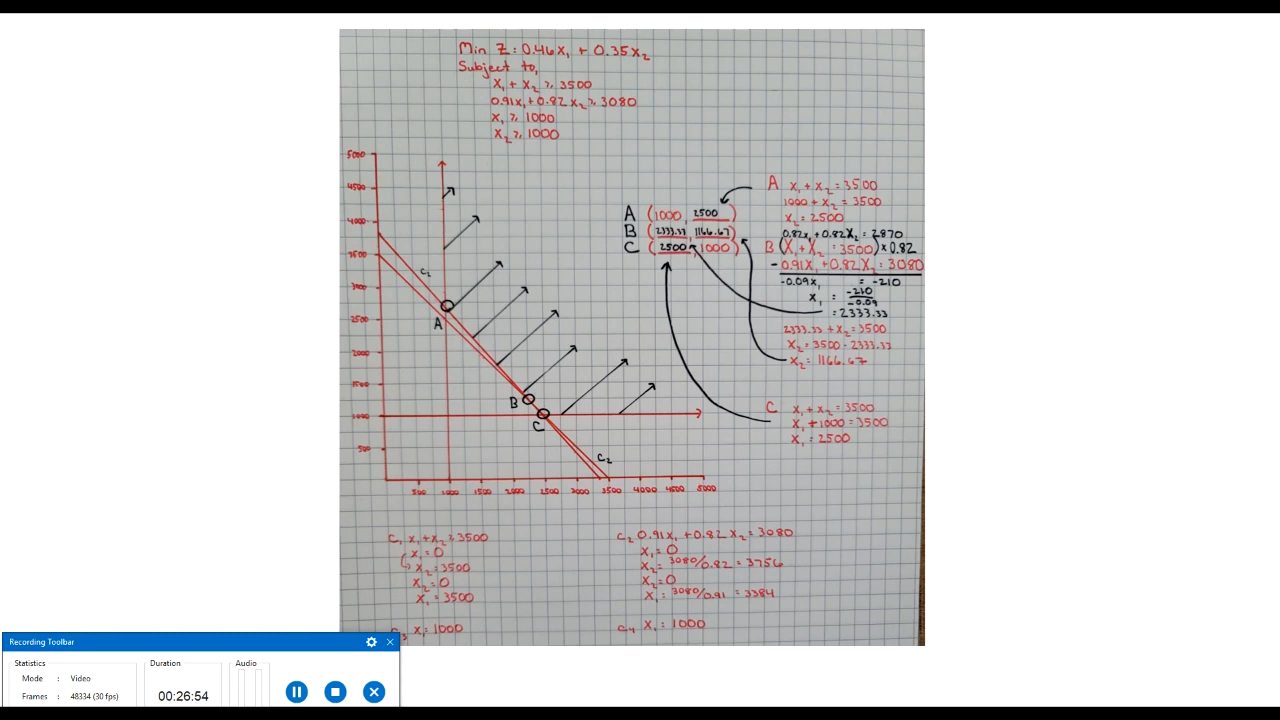 Min Z: 0.46x₁ + 0.35x₂
Subject to,
x₁ + x₂ ≥ 3500
0.91x₁ + 0.82x₂ ≥ 3080
x₁ ≥ 1000
x₂ ≥ 1000
5000
4500
4000
3500
3000
2500
2000
1500
1000
500
500 1000 1500 2000 2500 3000 3500 4000 4500 5000
C₂
A
B
C
C₂
A (1000, 2500)
B (2333.33, 1166.67)
C (2500, 1000)
A x₁ + x₂ = 3500
1000 + x₂ = 3500
x₂ = 2500
0.82x₁ + 0.82x₂ = 2870
B (x₁ + x₂ = 3500) x 0.82
- 0.91x₁ + 0.82x₂ = 3080
-0.09x₁ = -210
x₁ = -210/-0.09
= 2333.33
2333.33 + x₂ = 3500
x₂ = 3500 - 2333.33
x₂ = 1166.67
C x₁ + x₂ = 3500
x₁ + 1000 = 3500
x₁ = 2500
C₁ x₁ + x₂ ≥ 3500
x₁ = 0
x₂ = 3500
x₂ = 0
x₁ = 3500
C₃ x₁ = 1000
C₂ 0.91x₁ + 0.82x₂ = 3080
x₁ = 0
x₂ = 3080/0.82 = 3756
x₂ = 0
x₁ = 3080/0.91 = 3384
C₄ x₁ = 1000
Recording Toolbar
Statistics
Mode : Video
Frames : 48334 (30 fps)
Duration
00:26:54
Audio